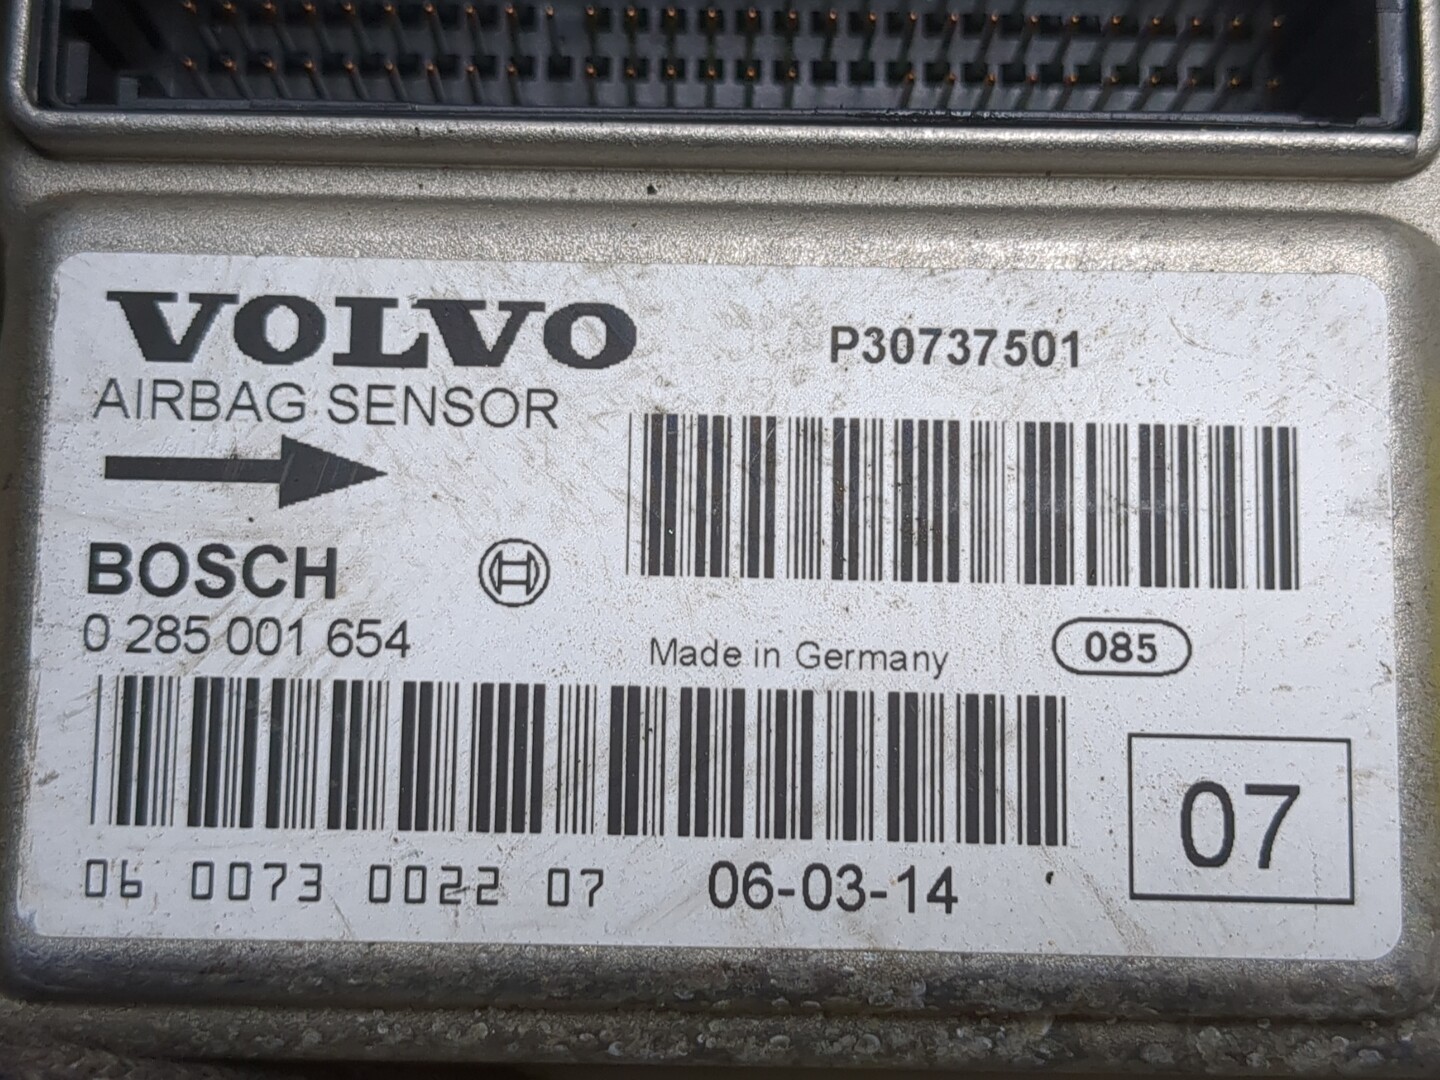 VOLVO
P30737501
AIRBAG SENSOR
BOSCH
0 285 001 654
Made in Germany
085
07
06 0073 0022 07
06-03-14